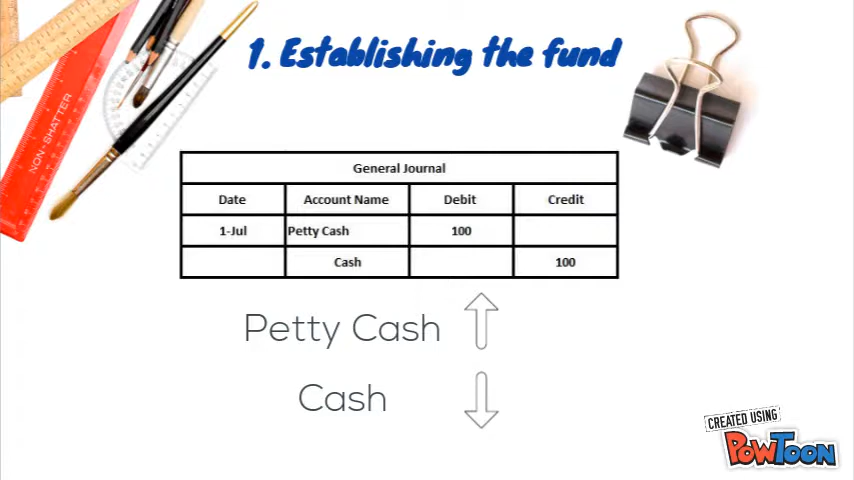 1. Establishing the fund
NON-SHATTER
General Journal
Date Account Name Debit Credit
1-Jul Petty Cash 100
Cash 100
Petty Cash
Cash
CREATED USING
POWTOON